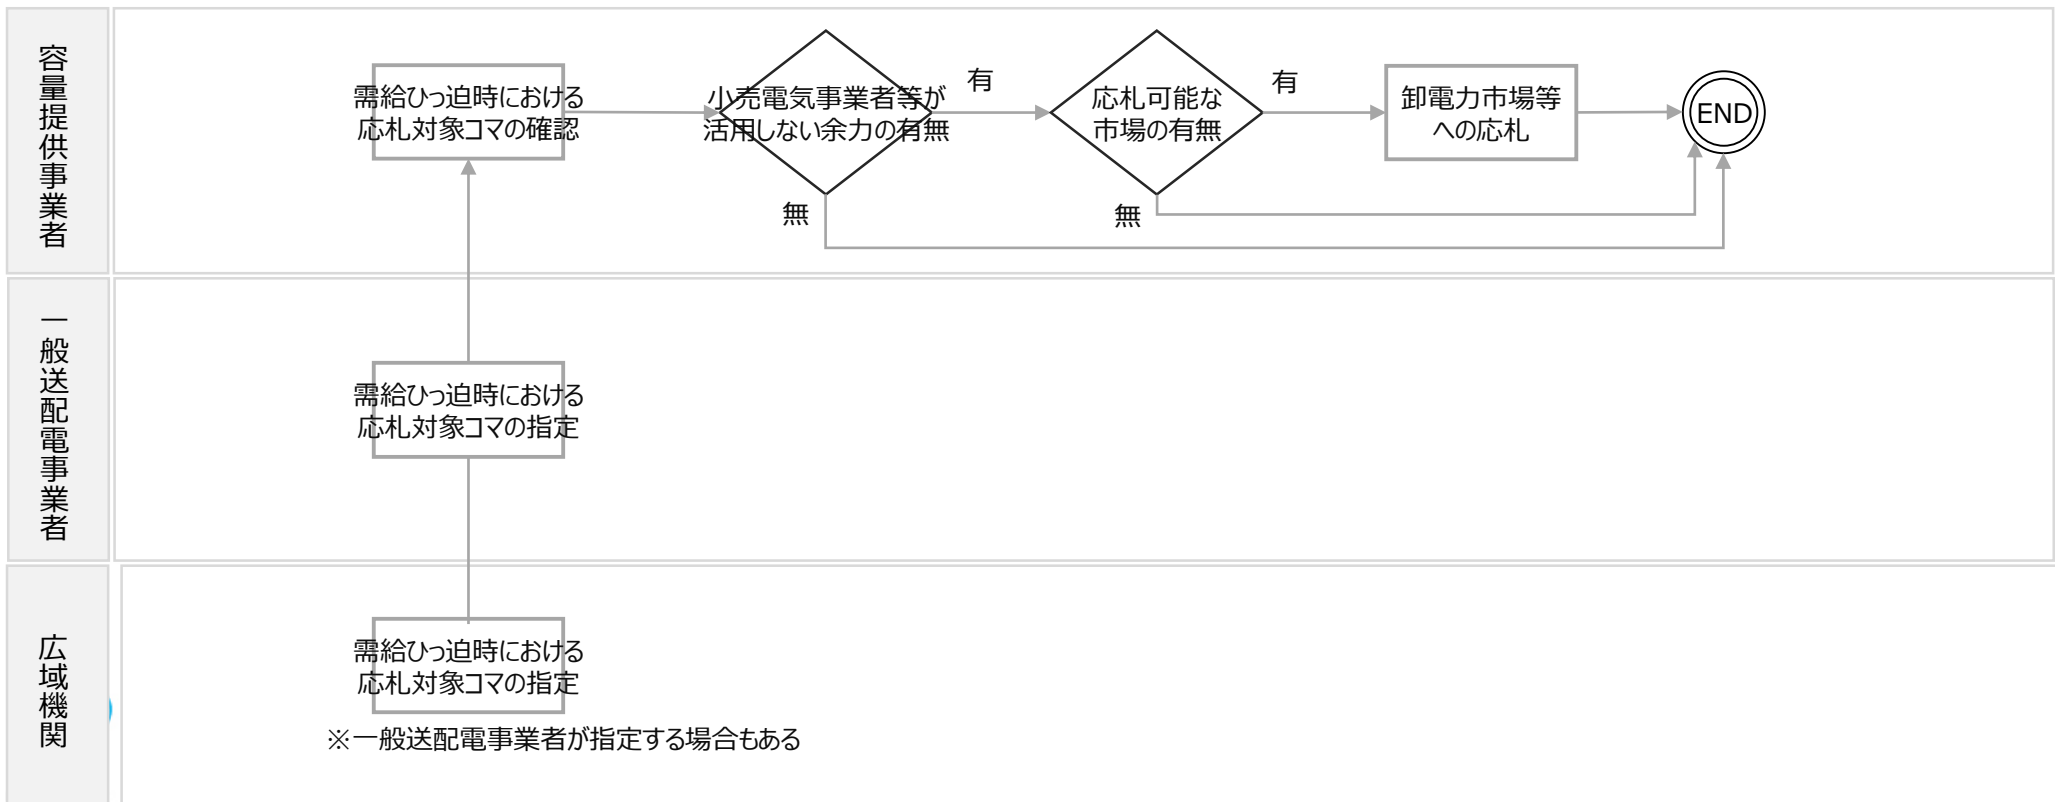 容量提供事業者
需給ひっ迫時における
応札対象コマの確認
小売電気事業者等が
活用しない余力の有無
有
無
応札可能な
市場の有無
有
無
卸電力市場等
への応札
END
一般送配電事業者
需給ひっ迫時における
応札対象コマの指定
広域機関
需給ひっ迫時における
応札対象コマの指定
※一般送配電事業者が指定する場合もある